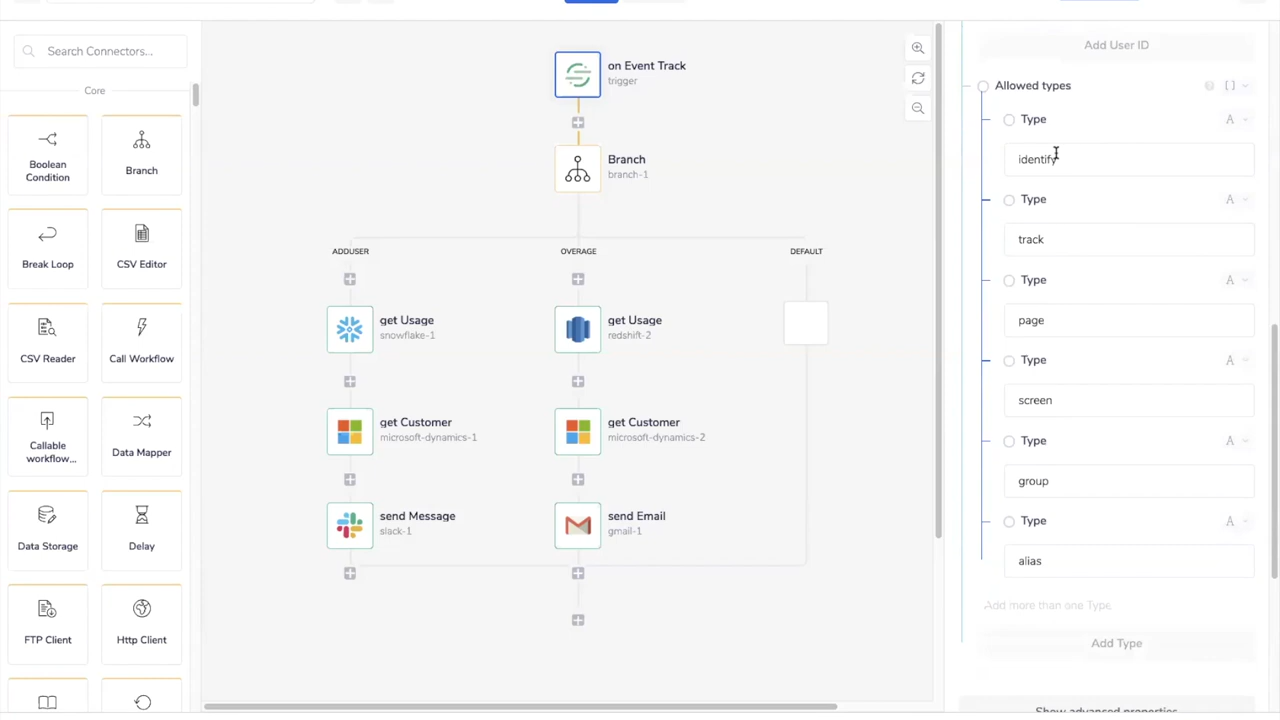 Search Connectors...
Core
Boolean
Condition
Branch
Break Loop
CSV Editor
CSV Reader
Call Workflow
Callable
workflow...
Data Mapper
Data Storage
Delay
FTP Client
Http Client
on Event Track
trigger
Branch
branch-1
ADDUSER
OVERAGE
DEFAULT
get Usage
snowflake-1
get Usage
redshift-2
get Customer
microsoft-dynamics-1
get Customer
microsoft-dynamics-2
send Message
slack-1
send Email
gmail-1
Add User ID
Allowed types
? [ ]
Type
A
identify
Type
A
track
Type
A
page
Type
A
screen
Type
A
group
Type
A
alias
Add more than one Type
Add Type
Show advanced properties